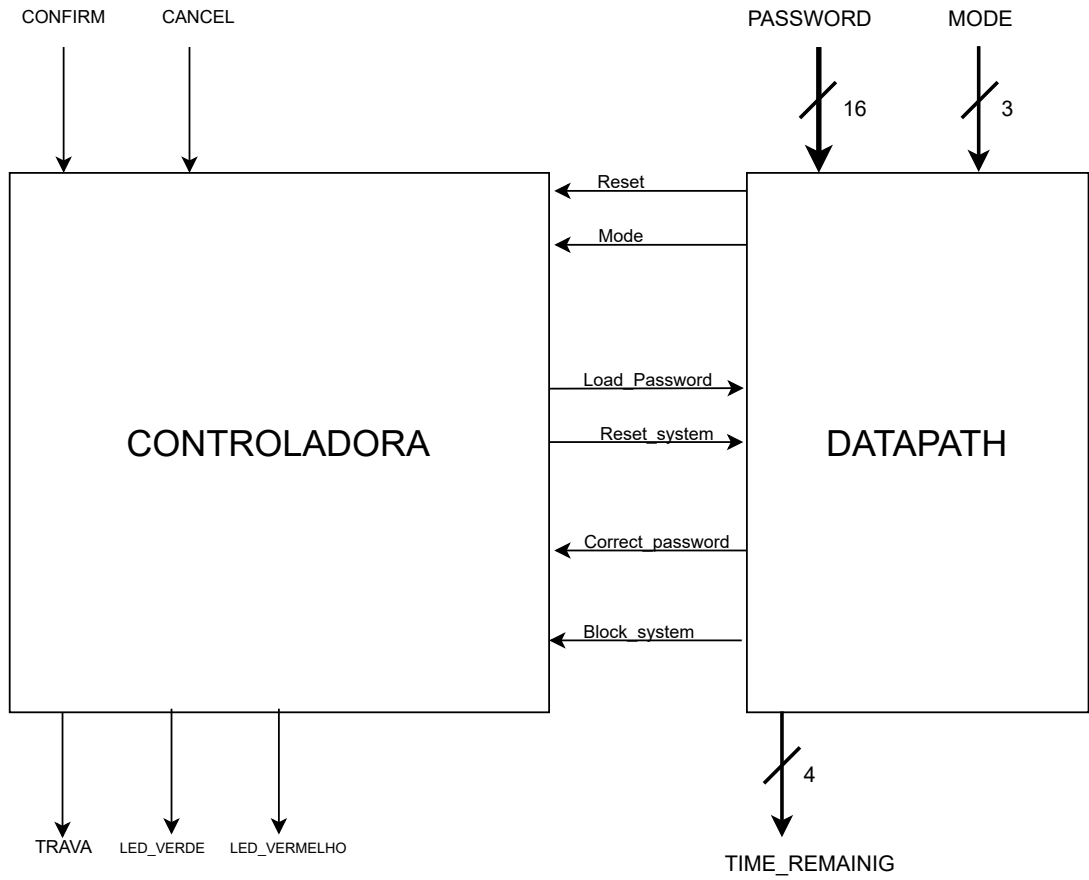 CONFIRM
CANCEL
PASSWORD
MODE
16
3
Reset
Mode
Load_Password
CONTROLADORA
Reset_system
DATAPATH
Correct_password
Block_system
4
TRAVA
LED_VERDE
LED_VERMELHO
TIME_REMAINIG